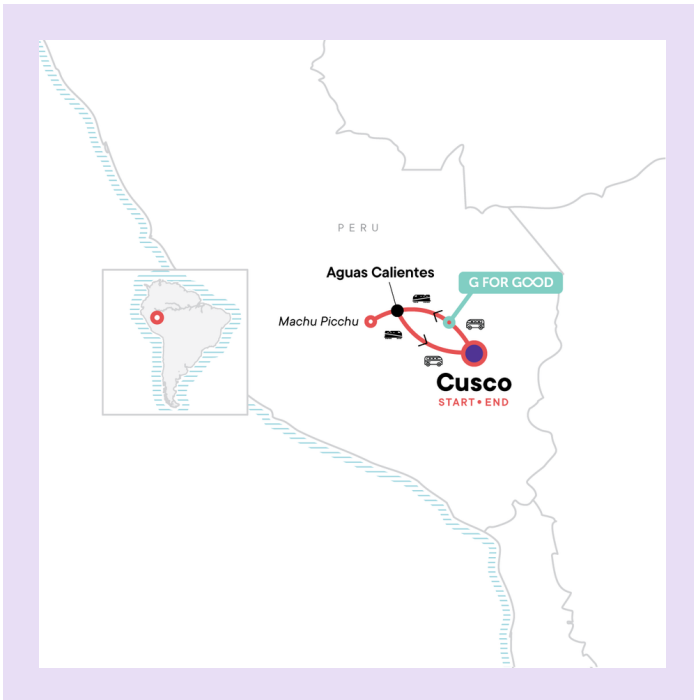 PERU
Aguas Calientes
G FOR GOOD
Machu Picchu
Cusco
START • END